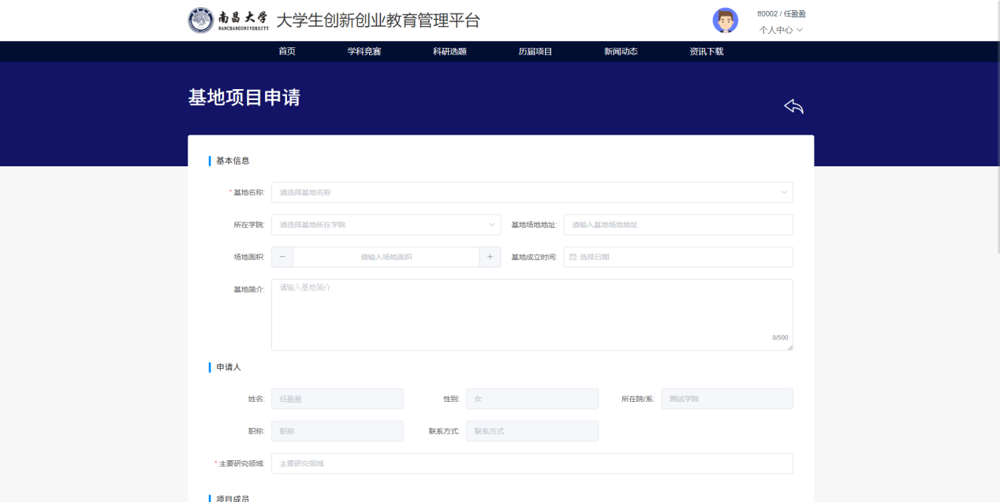 南昌大学 大学生创新创业教育管理平台
NANCHANGUNIVERSITY
tt0002 / 任盈盈
个人中心
首页 学科竞赛 科研选题 历届项目 新闻动态 资讯下载
基地项目申请
基本信息
* 基地名称: 请选择基地名称
所在学院: 请选择基地所在学院 基地场地地址: 请输入基地场地地址
场地面积: − 请输入场地面积 + 基地成立时间: 选择日期
基地简介: 请输入基地简介
0/500
申请人
姓名: 任盈盈 性别: 女 所在院/系: 测试学院
职称: 职称 联系方式: 联系方式
* 主要研究领域: 主要研究领域
项目成员